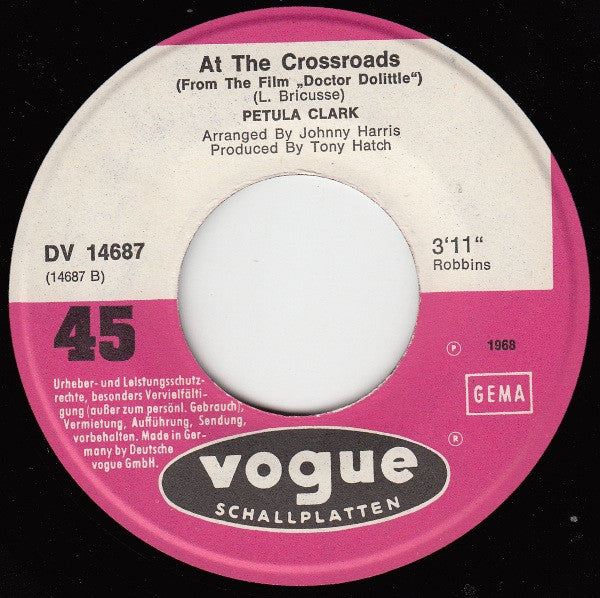 At The Crossroads
(From The Film „Doctor Dolittle“)
(L. Bricusse)
PETULA CLARK
Arranged By Johnny Harris
Produced By Tony Hatch
DV 14687
(14687 B)
3'11“
Robbins
45
Ⓟ 1968
GEMA
Urheber- und Leistungsschutz-
rechte, besonders Vervielfälti-
gung (außer zum persönl. Gebrauch),
Vermietung, Aufführung, Sendung,
vorbehalten. Made in Ger-
many by Deutsche
vogue GmbH.
®
vogue
SCHALLPLATTEN